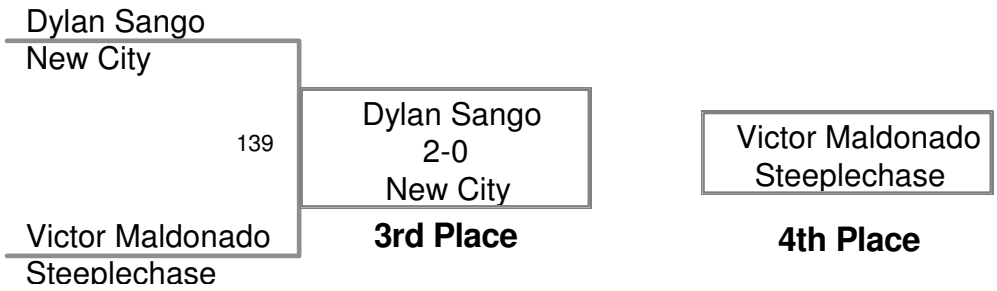 Dylan Sango
New City
139
Victor Maldonado
Steeplechase
Dylan Sango
2-0
New City
3rd Place
Victor Maldonado
Steeplechase
4th Place